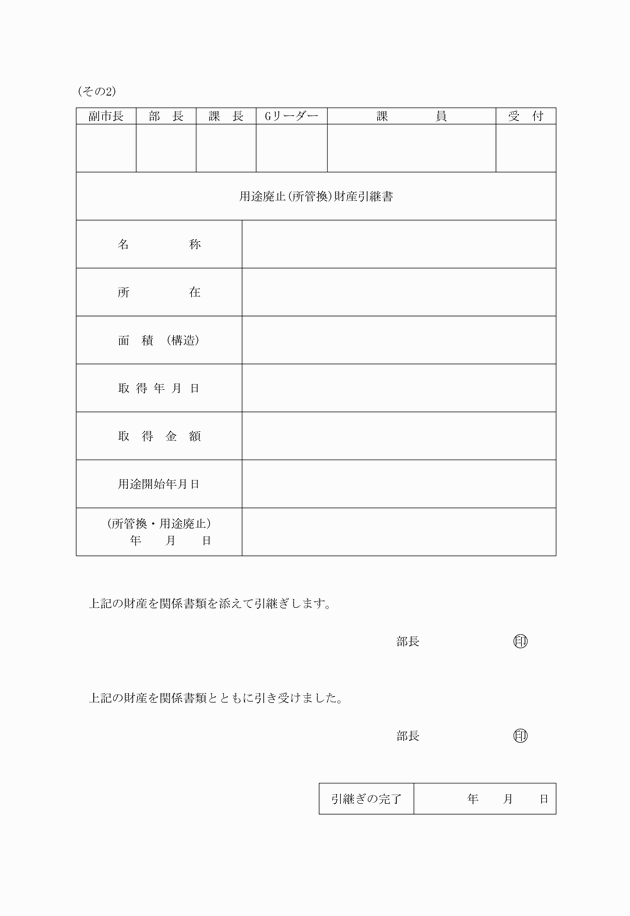 (その2)
副市長 部　長 課　長 Gリーダー 課　　　　員 受　付
用途廃止(所管換)財産引継書
名　　　　　称
所　　　　　在
面　積　(構造)
取 得 年 月 日
取　得　金　額
用途開始年月日
(所管換・用途廃止)
年　　月　　日
上記の財産を関係書類を添えて引継ぎします。
部長　　　　　　　　㊞
上記の財産を関係書類とともに引き受けました。
部長　　　　　　　　㊞
引継ぎの完了　　　　　年　　月　　日